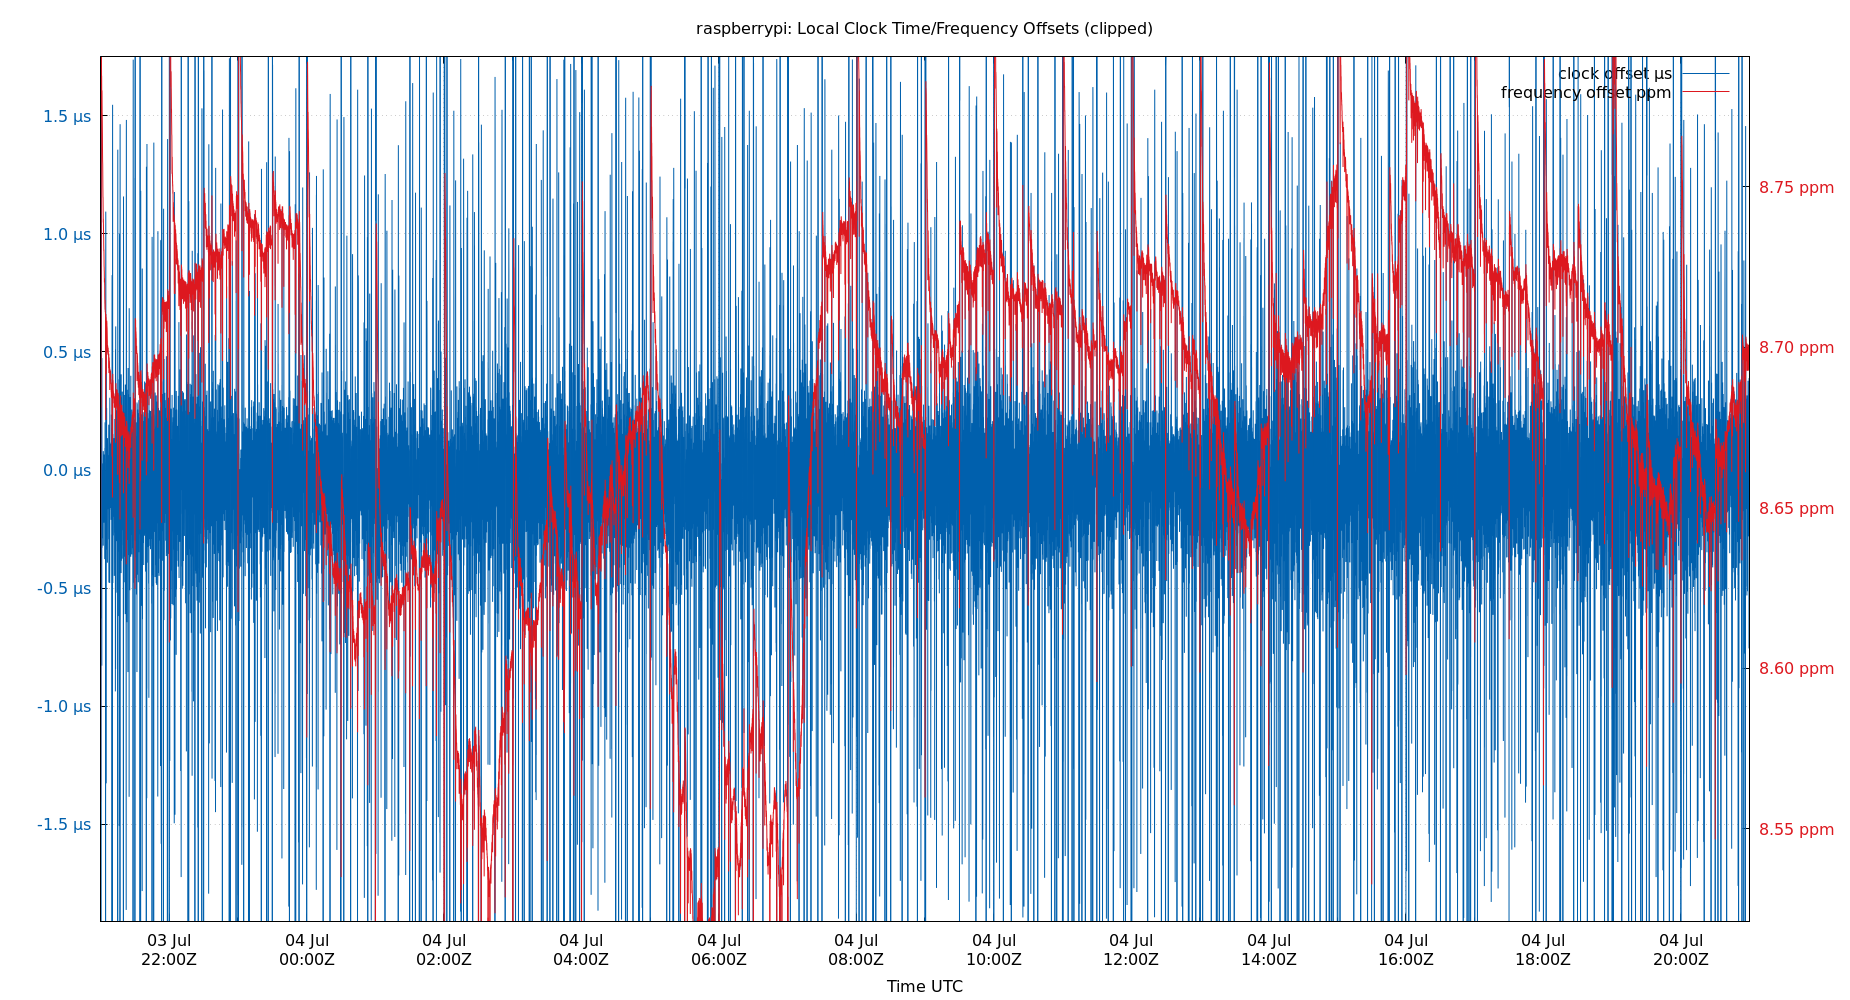 raspberrypi: Local Clock Time/Frequency Offsets (clipped)
clock offset µs
frequency offset ppm
1.5 µs
1.0 µs
0.5 µs
0.0 µs
-0.5 µs
-1.0 µs
-1.5 µs
8.75 ppm
8.70 ppm
8.65 ppm
8.60 ppm
8.55 ppm
03 Jul 04 Jul 04 Jul 04 Jul 04 Jul 04 Jul 04 Jul 04 Jul 04 Jul 04 Jul 04 Jul 04 Jul
22:00Z 00:00Z 02:00Z 04:00Z 06:00Z 08:00Z 10:00Z 12:00Z 14:00Z 16:00Z 18:00Z 20:00Z
Time UTC